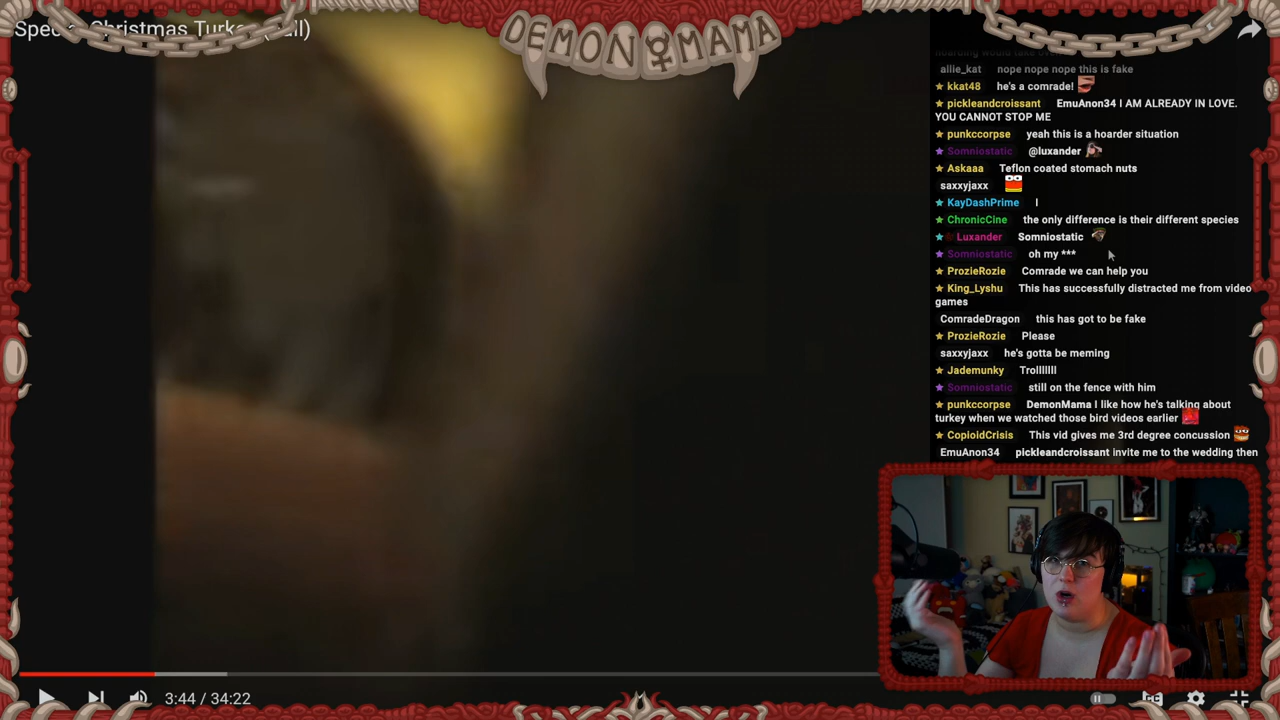 DEMON MAMA
allie_kat nope nope nope this is fake
kkat48 he's a comrade!
pickleandcroissant EmuAnon34 I AM ALREADY IN LOVE.
YOU CANNOT STOP ME
punkccorpse yeah this is a hoarder situation
Somniostatic @luxander
Askaaa Teflon coated stomach nuts
saxxyjaxx
KayDashPrime I
ChronicCine the only difference is their different species
Luxander Somniostatic
Somniostatic oh my ***
ProzieRozie Comrade we can help you
King_Lyshu This has successfully distracted me from video
games
ComradeDragon this has got to be fake
ProzieRozie Please
saxxyjaxx he's gotta be meming
Jademunky Trolllllll
Somniostatic still on the fence with him
punkccorpse DemonMama I like how he's talking about
turkey when we watched those bird videos earlier
CopioidCrisis This vid gives me 3rd degree concussion
EmuAnon34 pickleandcroissant invite me to the wedding then
3:44 / 34:22
CC